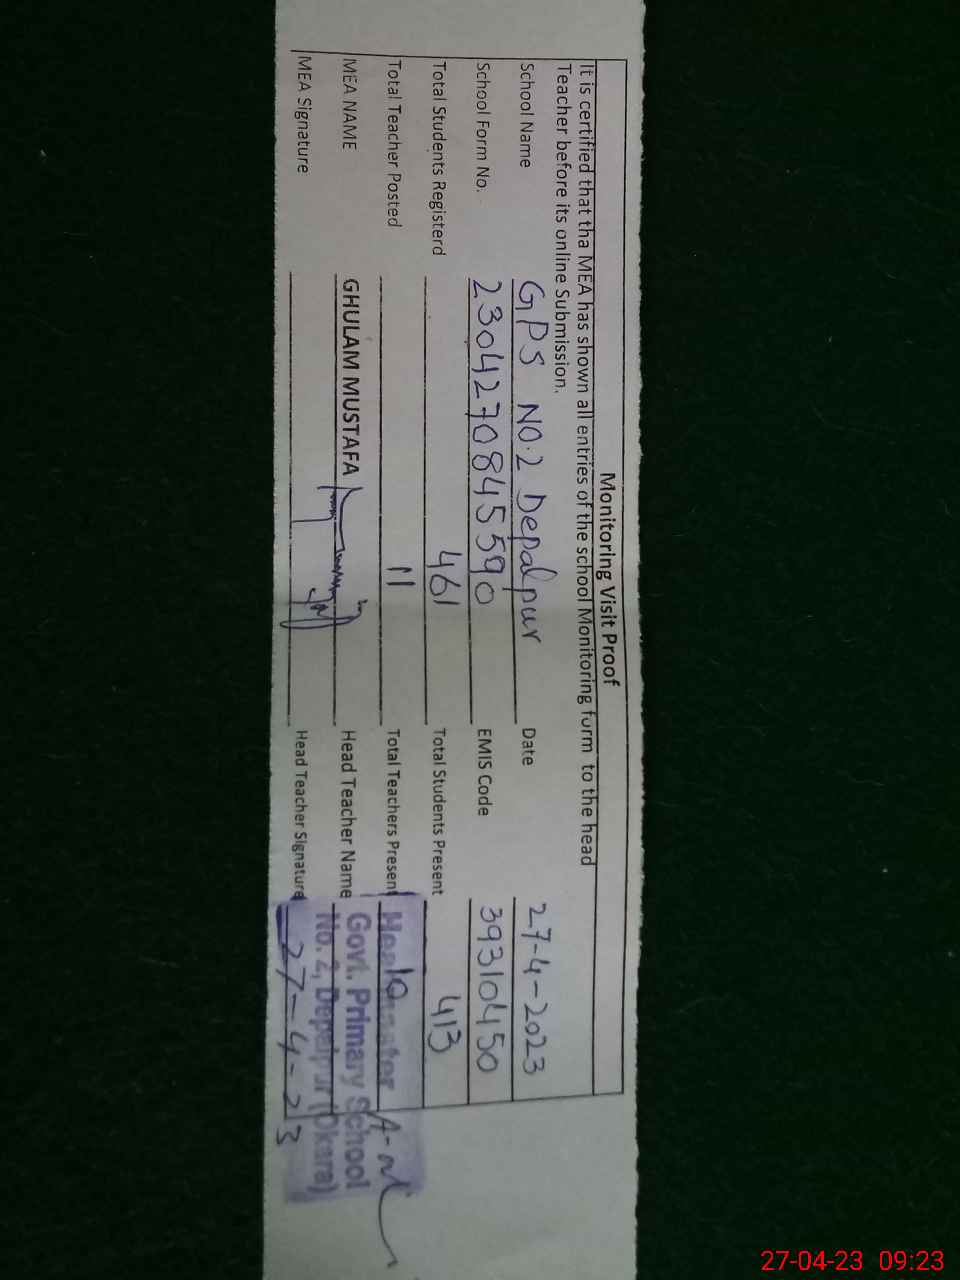 Monitoring Visit Proof
It is certified that tha MEA has shown all entries of the school Monitoring furm to the head
Teacher before its online Submission.
School Name GPS NO.2 Depalpur Date 27-4-2023
School Form No. 2304270845590 EMIS Code 39310450
Total Students Registerd 461 Total Students Present 413
Total Teacher Posted 11 Total Teachers Present 10
MEA NAME GHULAM MUSTAFA Head Teacher Name
MEA Signature Head Teacher Signature 27-4-23
Govt. Primary School
No. 2, Depalpur (Okara)
27-04-23 09:23